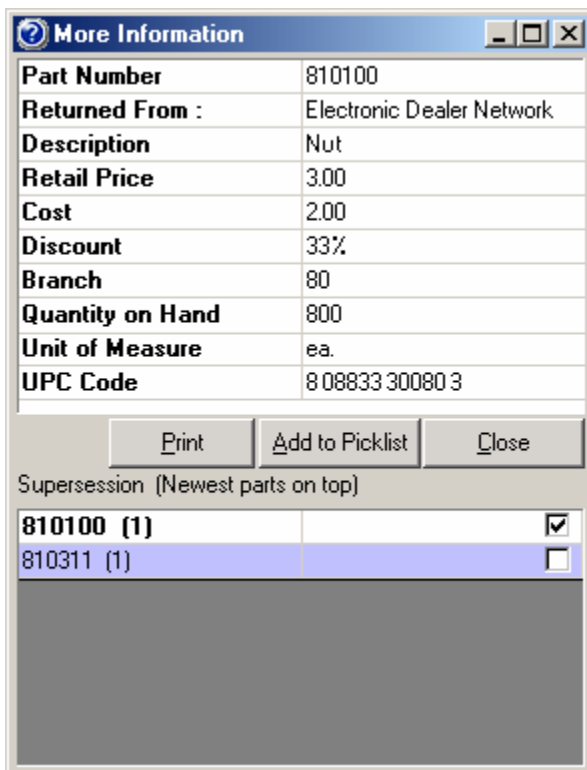 More Information
Part Number 810100
Returned From : Electronic Dealer Network
Description Nut
Retail Price 3.00
Cost 2.00
Discount 33%
Branch 80
Quantity on Hand 800
Unit of Measure ea.
UPC Code 8 08833 30080 3
Print Add to Picklist Close
Supersession (Newest parts on top)
810100 (1)
810311 (1)